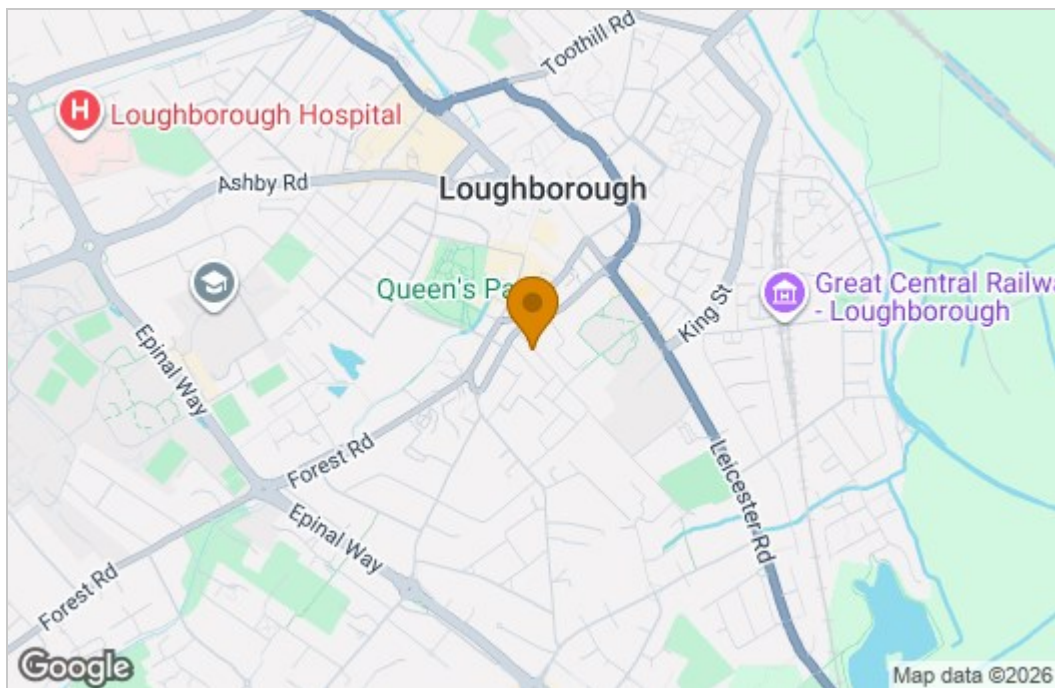 Toothill Rd
H
Loughborough Hospital
Ashby Rd
Loughborough
Queen's Pa
Great Central Railwa
- Loughborough
King St
Epinal Way
Leicester Rd
Forest Rd
Epinal Way
Forest Rd
Google
Map data ©2026